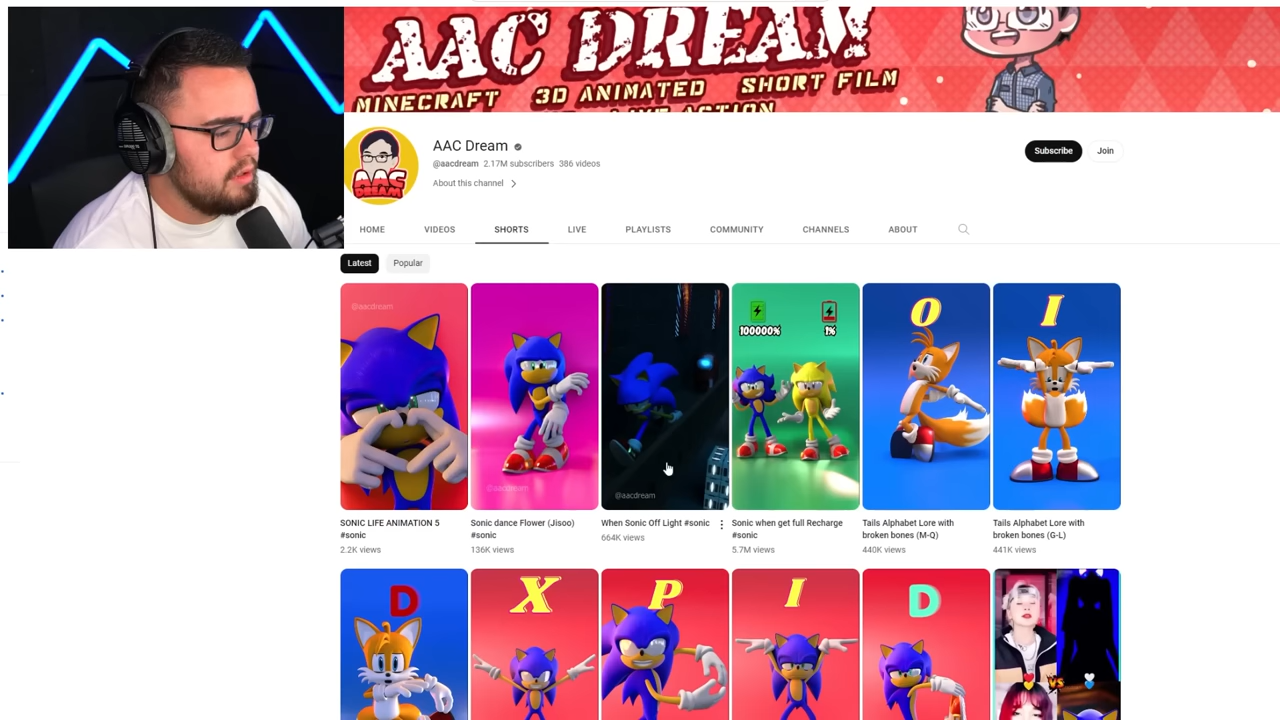 AAC DREAM
MINECRAFT 3D ANIMATED SHORT FILM
AAC Dream
@aacdream 2.17M subscribers 386 videos
About this channel
Subscribe
Join
AAC
DREAM
HOME VIDEOS SHORTS LIVE PLAYLISTS COMMUNITY CHANNELS ABOUT
Latest Popular
@aacdream
@aacdream
@aacdream
100000% 1%
O
I
SONIC LIFE ANIMATION 5
#sonic
2.2K views
Sonic dance Flower (Jisoo)
#sonic
136K views
When Sonic Off Light #sonic
664K views
Sonic when get full Recharge
#sonic
5.7M views
Tails Alphabet Lore with
broken bones (M-Q)
440K views
Tails Alphabet Lore with
broken bones (G-L)
441K views
D
X
P
I
D
VS